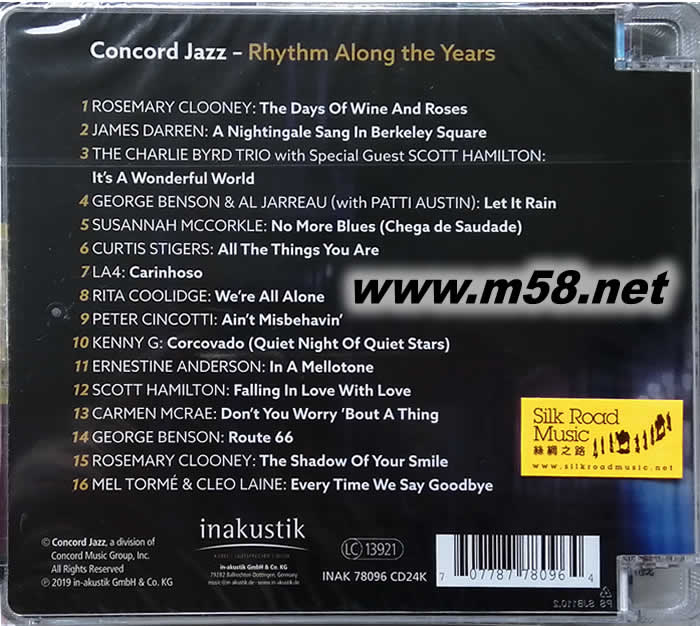 Concord Jazz – Rhythm Along the Years
1 ROSEMARY CLOONEY: The Days Of Wine And Roses
2 JAMES DARREN: A Nightingale Sang In Berkeley Square
3 THE CHARLIE BYRD TRIO with Special Guest SCOTT HAMILTON:
It's A Wonderful World
4 GEORGE BENSON & AL JARREAU (with PATTI AUSTIN): Let It Rain
5 SUSANNAH MCCORKLE: No More Blues (Chega de Saudade)
6 CURTIS STIGERS: All The Things You Are
7 LA4: Carinhoso
8 RITA COOLIDGE: We're All Alone
9 PETER CINCOTTI: Ain't Misbehavin'
10 KENNY G: Corcovado (Quiet Night Of Quiet Stars)
11 ERNESTINE ANDERSON: In A Mellotone
12 SCOTT HAMILTON: Falling In Love With Love
13 CARMEN MCRAE: Don't You Worry 'Bout A Thing
14 GEORGE BENSON: Route 66
15 ROSEMARY CLOONEY: The Shadow Of Your Smile
16 MEL TORMÉ & CLEO LAINE: Every Time We Say Goodbye
www.m58.net
Silk Road
Music
絲綢之路
www.silkroadmusic.net
© Concord Jazz, a division of
Concord Music Group, Inc.
All Rights Reserved
℗ 2019 in-akustik GmbH & Co. KG
inakustik
in-akustik GmbH & Co. KG
79282 Ballrechten-Dottingen, Germany
LC 13921
INAK 78096 CD24K
7 07787 78096 4